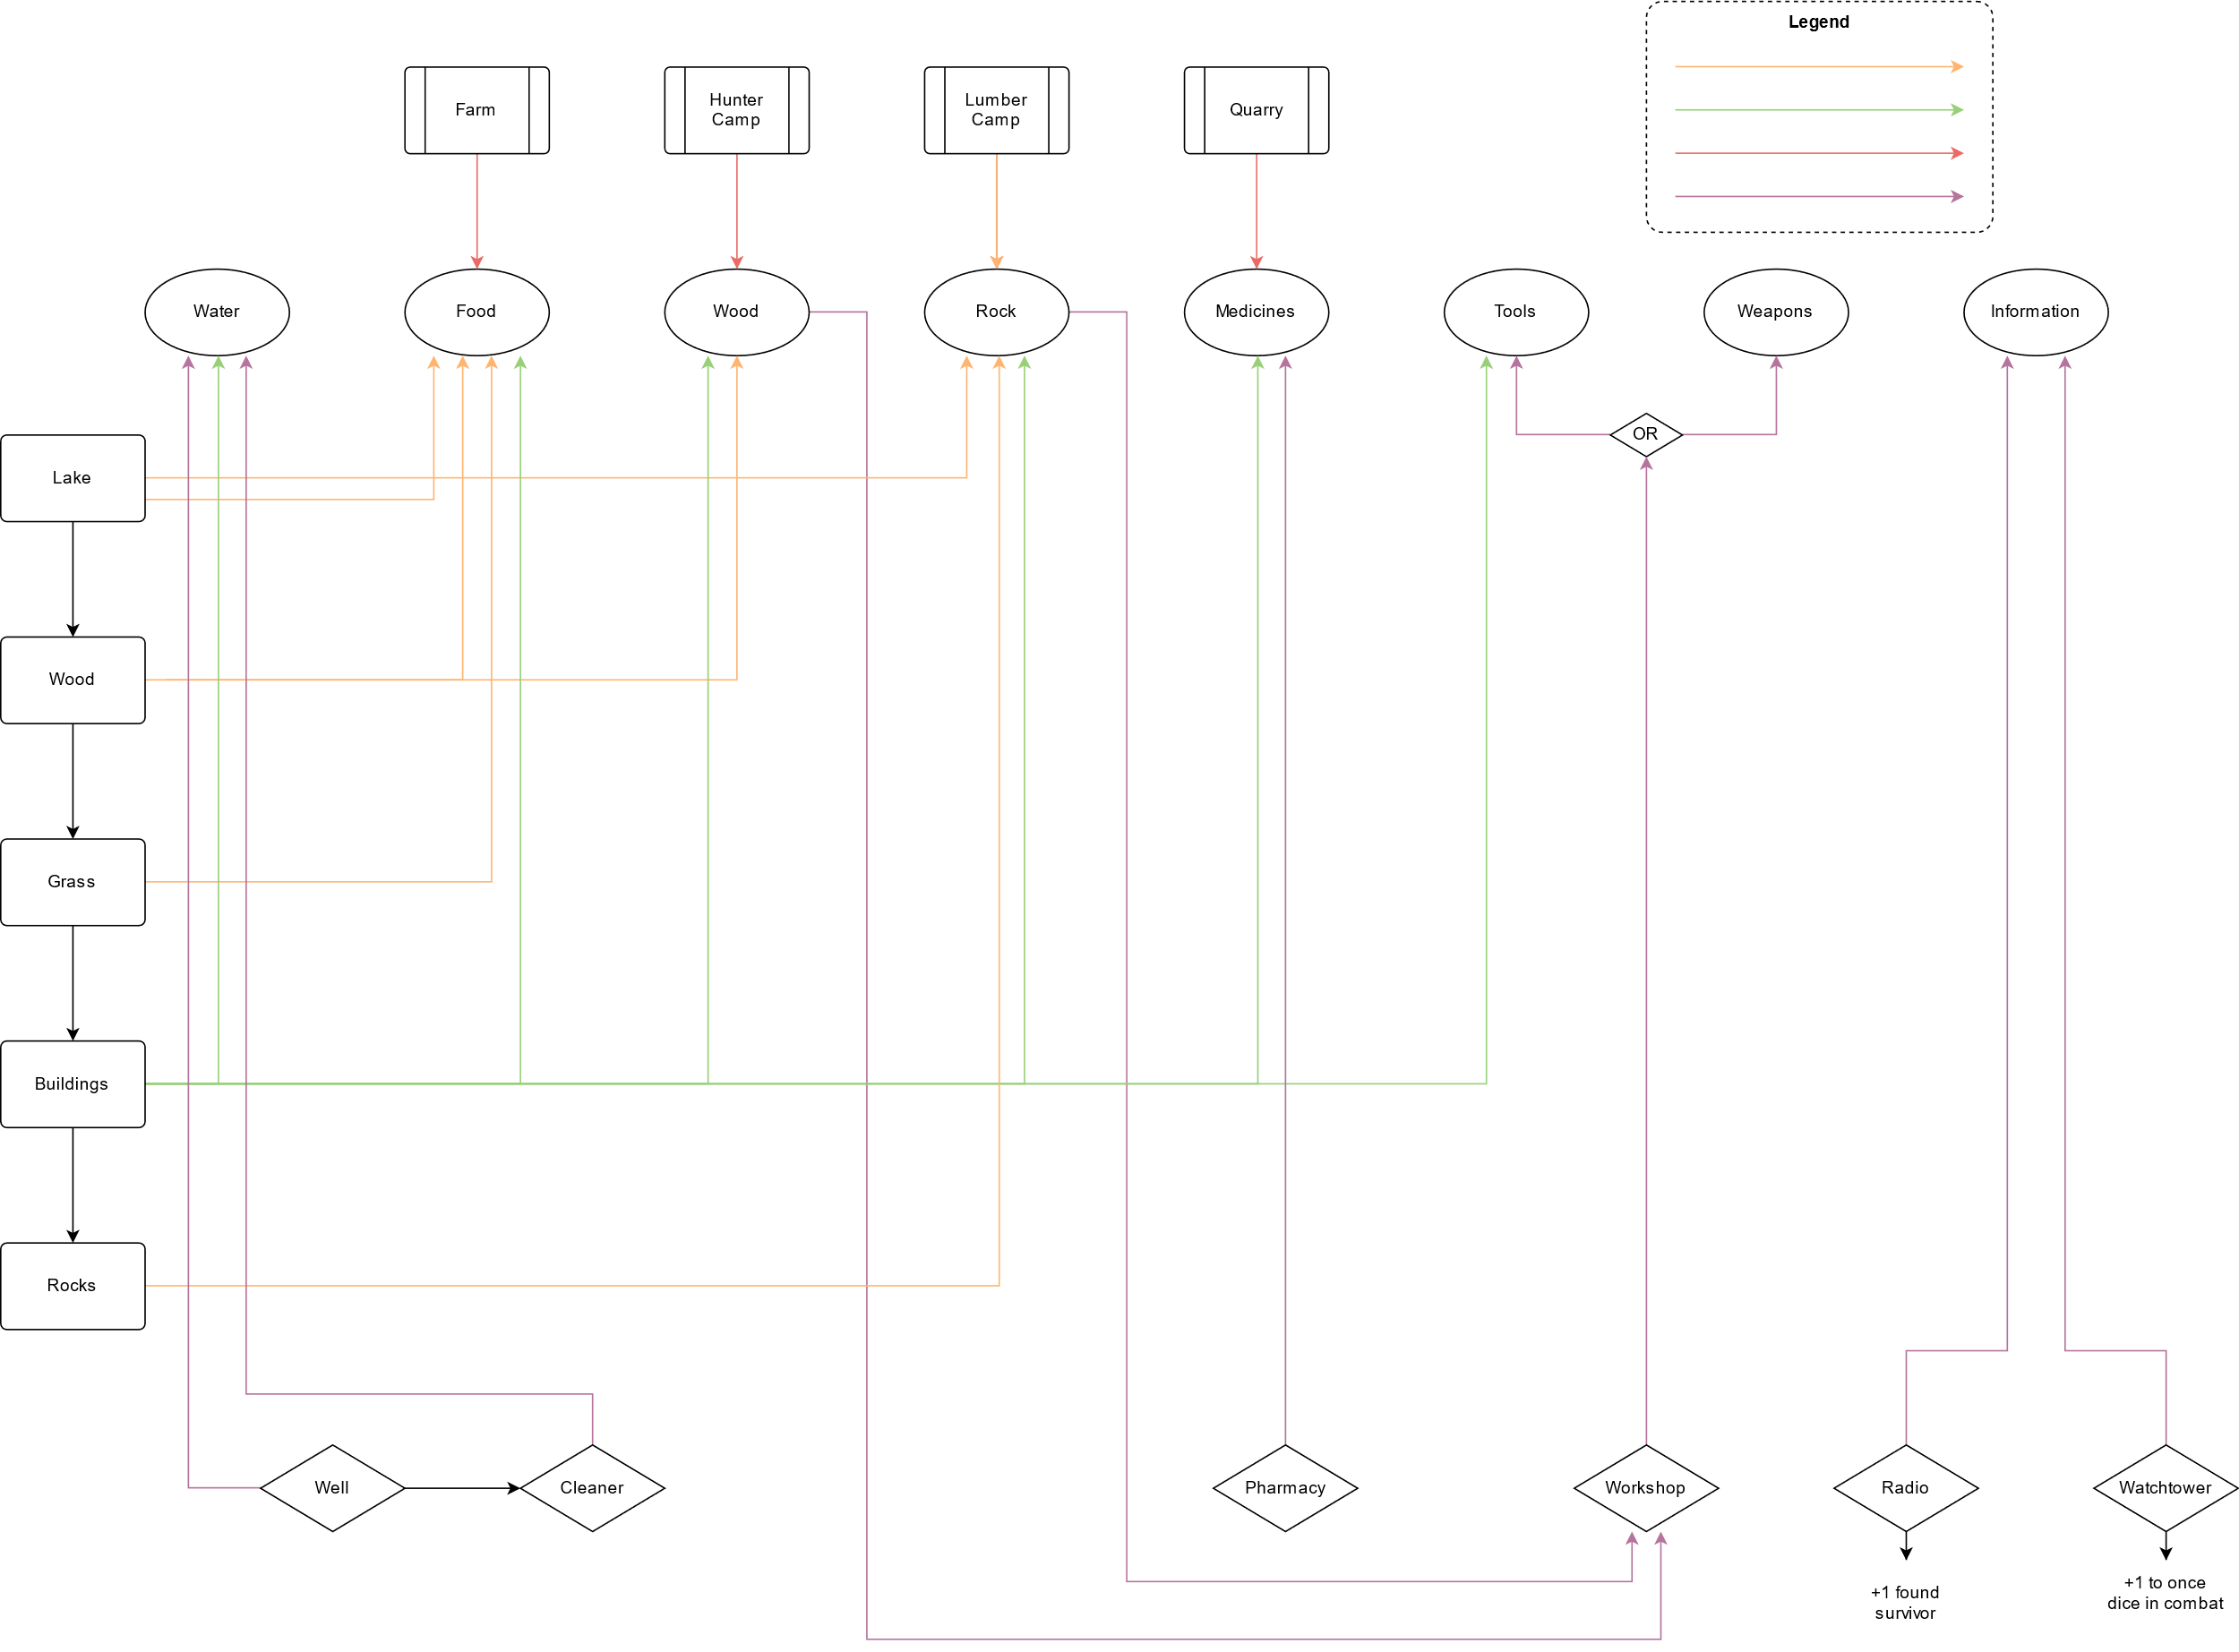 Legend
Farm
Hunter
Camp
Lumber
Camp
Quarry
Water
Food
Wood
Rock
Medicines
Tools
Weapons
Information
OR
Lake
Wood
Grass
Buildings
Rocks
Well
Cleaner
Pharmacy
Workshop
Radio
Watchtower
+1 found
survivor
+1 to once
dice in combat